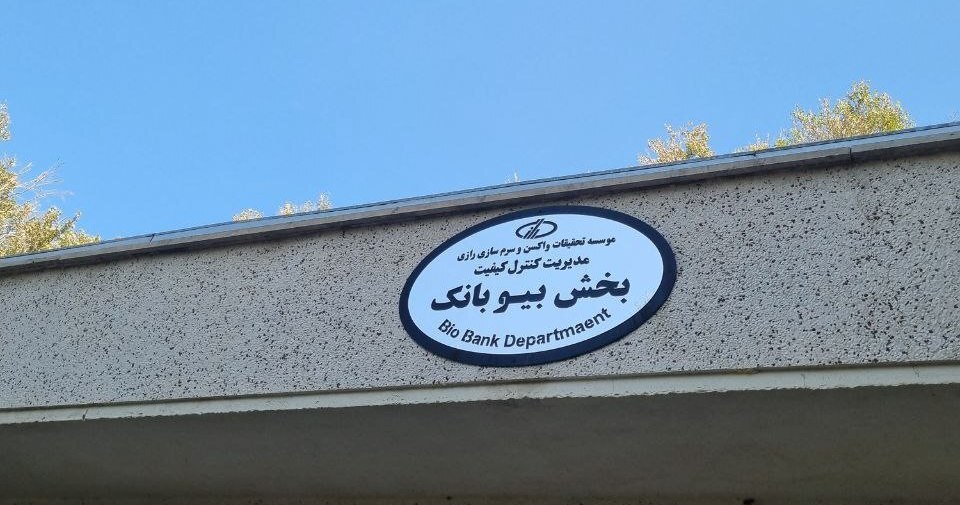 موسسه تحقیقات واکسن و سرم سازی رازی
مدیریت کنترل کیفیت
بخش بیو بانک
Bio Bank Departmaent